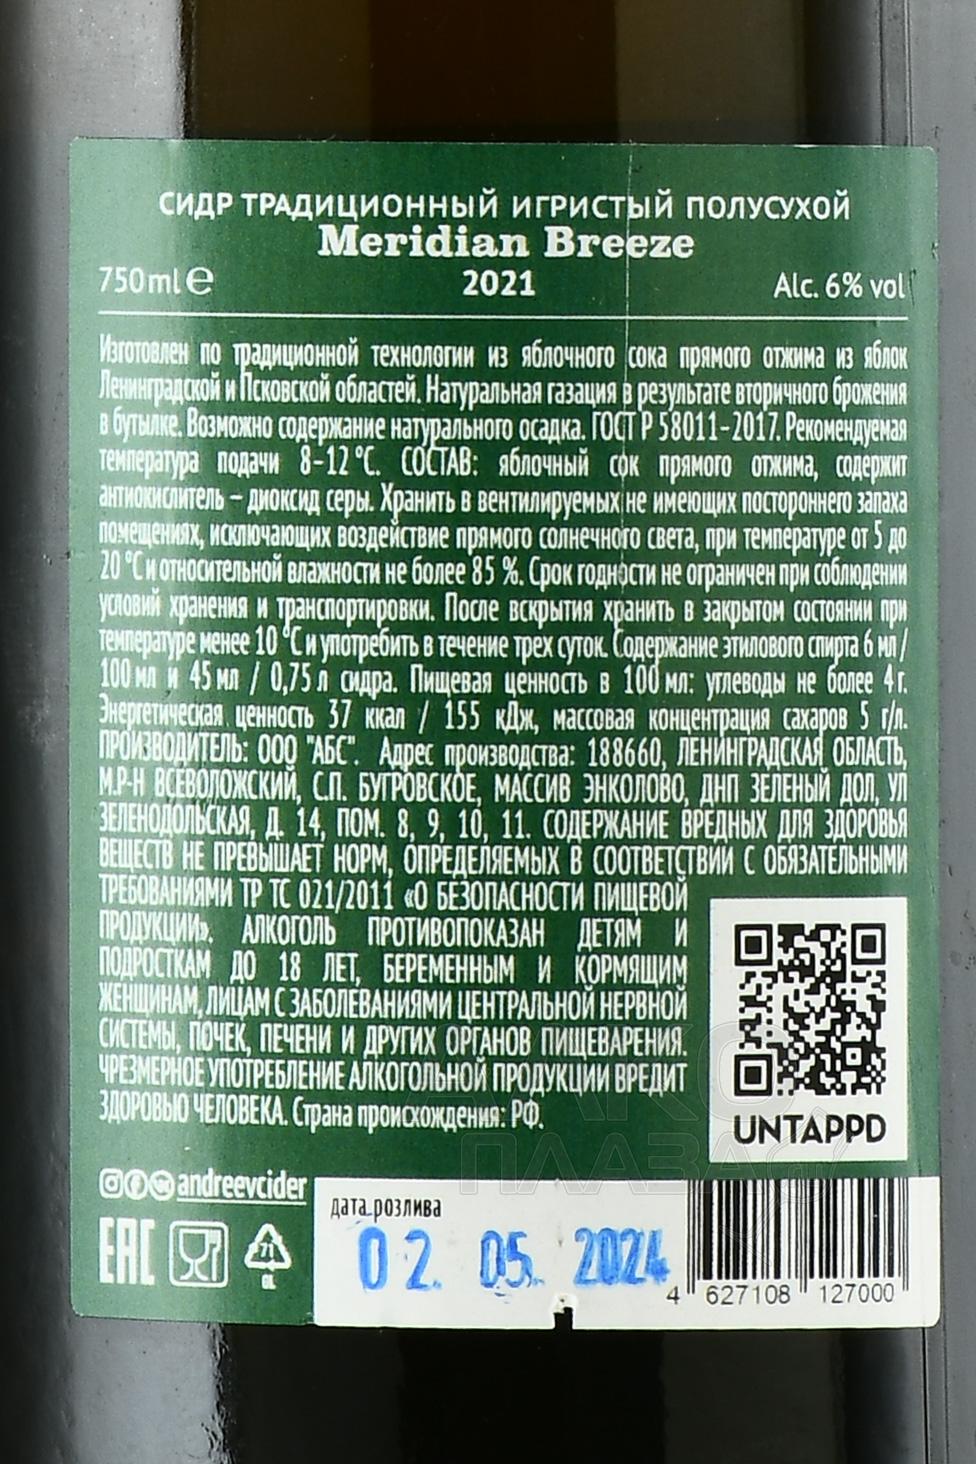 СИДР ТРАДИЦИОННЫЙ ИГРИСТЫЙ ПОЛУСУХОЙ
Meridian Breeze
750 ml e 2021 Alc. 6% vol
Изготовлен по традиционной технологии из яблочного сока прямого отжима из яблок
Ленинградской и Псковской областей. Натуральная газация в результате вторичного брожения
в бутылке. Возможно содержание натурального осадка. ГОСТ Р 58011-2017. Рекомендуемая
температура подачи 8-12 °С. СОСТАВ: яблочный сок прямого отжима, содержит
антиокислитель – диоксид серы. Хранить в вентилируемых не имеющих постороннего запаха
помещениях, исключающих воздействие прямого солнечного света, при температуре от 5 до
20 °С и относительной влажности не более 85 %. Срок годности не ограничен при соблюдении
условий хранения и транспортировки. После вскрытия хранить в закрытом состоянии при
температуре менее 10 °С и употребить в течение трех суток. Содержание этилового спирта 6 мл /
100 мл и 45 мл / 0,75 л сидра. Пищевая ценность в 100 мл: углеводы не более 4 г.
Энергетическая ценность 37 ккал / 155 кДж, массовая концентрация сахаров 5 г/л.
ПРОИЗВОДИТЕЛЬ: ООО "АБС". Адрес производства: 188660, ЛЕНИНГРАДСКАЯ ОБЛАСТЬ,
М.Р-Н ВСЕВОЛОЖСКИЙ, С.П. БУГРОВСКОЕ, МАССИВ ЭНКОЛОВО, ДНП ЗЕЛЕНЫЙ ДОЛ, УЛ
ЗЕЛЕНОДОЛЬСКАЯ, Д. 14, ПОМ. 8, 9, 10, 11. СОДЕРЖАНИЕ ВРЕДНЫХ ДЛЯ ЗДОРОВЬЯ
ВЕЩЕСТВ НЕ ПРЕВЫШАЕТ НОРМ, ОПРЕДЕЛЯЕМЫХ В СООТВЕТСТВИИ С ОБЯЗАТЕЛЬНЫМИ
ТРЕБОВАНИЯМИ ТР ТС 021/2011 «О БЕЗОПАСНОСТИ ПИЩЕВОЙ
ПРОДУКЦИИ». АЛКОГОЛЬ ПРОТИВОПОКАЗАН ДЕТЯМ И
ПОДРОСТКАМ ДО 18 ЛЕТ, БЕРЕМЕННЫМ И КОРМЯЩИМ
ЖЕНЩИНАМ, ЛИЦАМ С ЗАБОЛЕВАНИЯМИ ЦЕНТРАЛЬНОЙ НЕРВНОЙ
СИСТЕМЫ, ПОЧЕК, ПЕЧЕНИ И ДРУГИХ ОРГАНОВ ПИЩЕВАРЕНИЯ.
ЧРЕЗМЕРНОЕ УПОТРЕБЛЕНИЕ АЛКОГОЛЬНОЙ ПРОДУКЦИИ ВРЕДИТ
ЗДОРОВЬЮ ЧЕЛОВЕКА. Страна происхождения: РФ.
UNTAPPD
andreevcider
EAC
71
GL
дата розлива
02. 05. 2024
4 627108 127000
АЛКО
ПЛАЗА